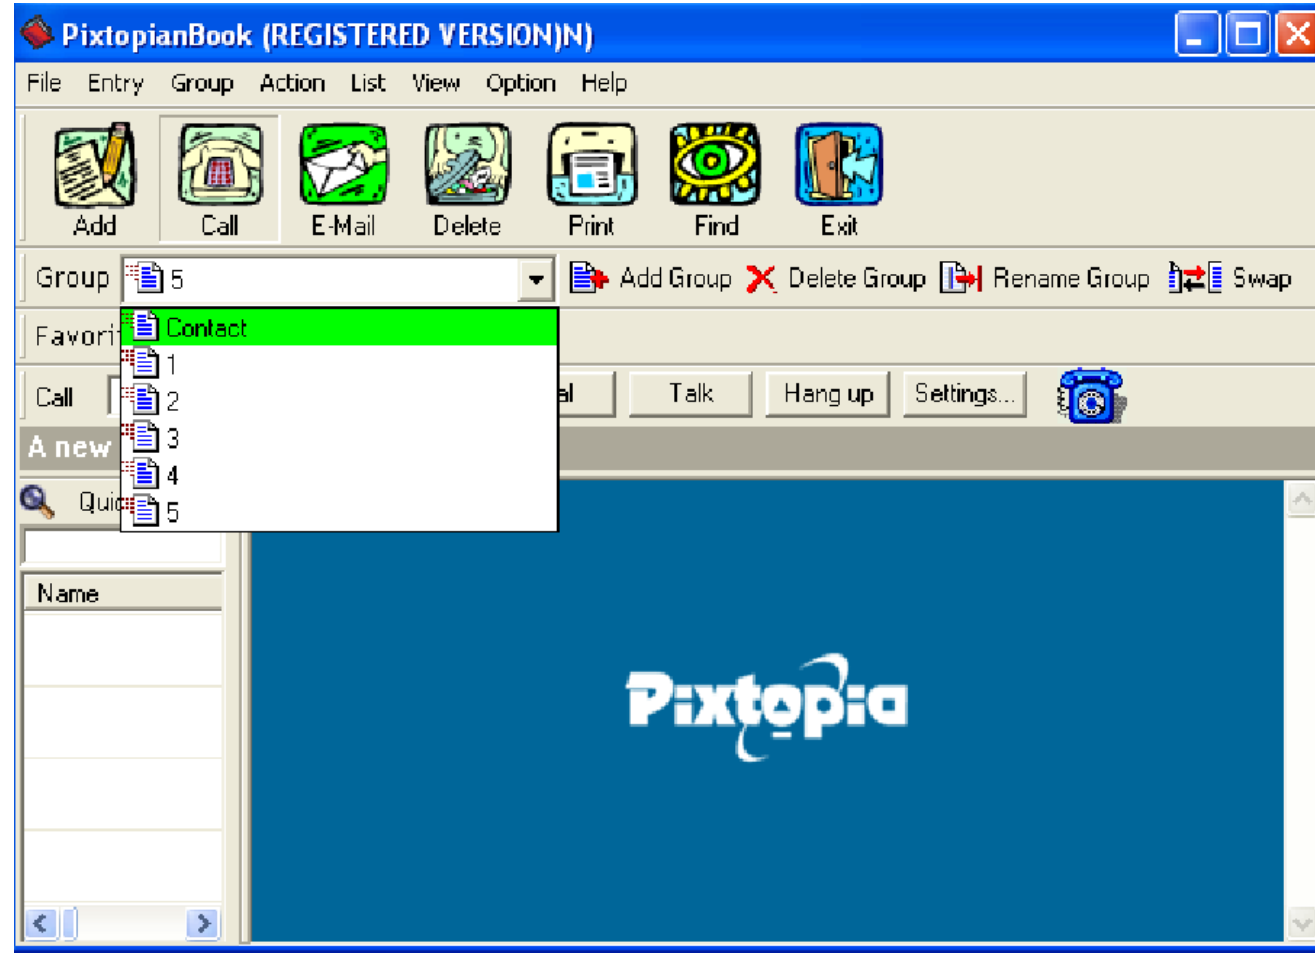 PixtopianBook (REGISTERED VERSION)N)
File Entry Group Action List View Option Help
Add Call E-Mail Delete Print Find Exit
Group 5 Add Group Delete Group Rename Group Swap
Contact
1
2
3
4
5
Call Talk Hang up Settings...
A new
Name
Pixtopia